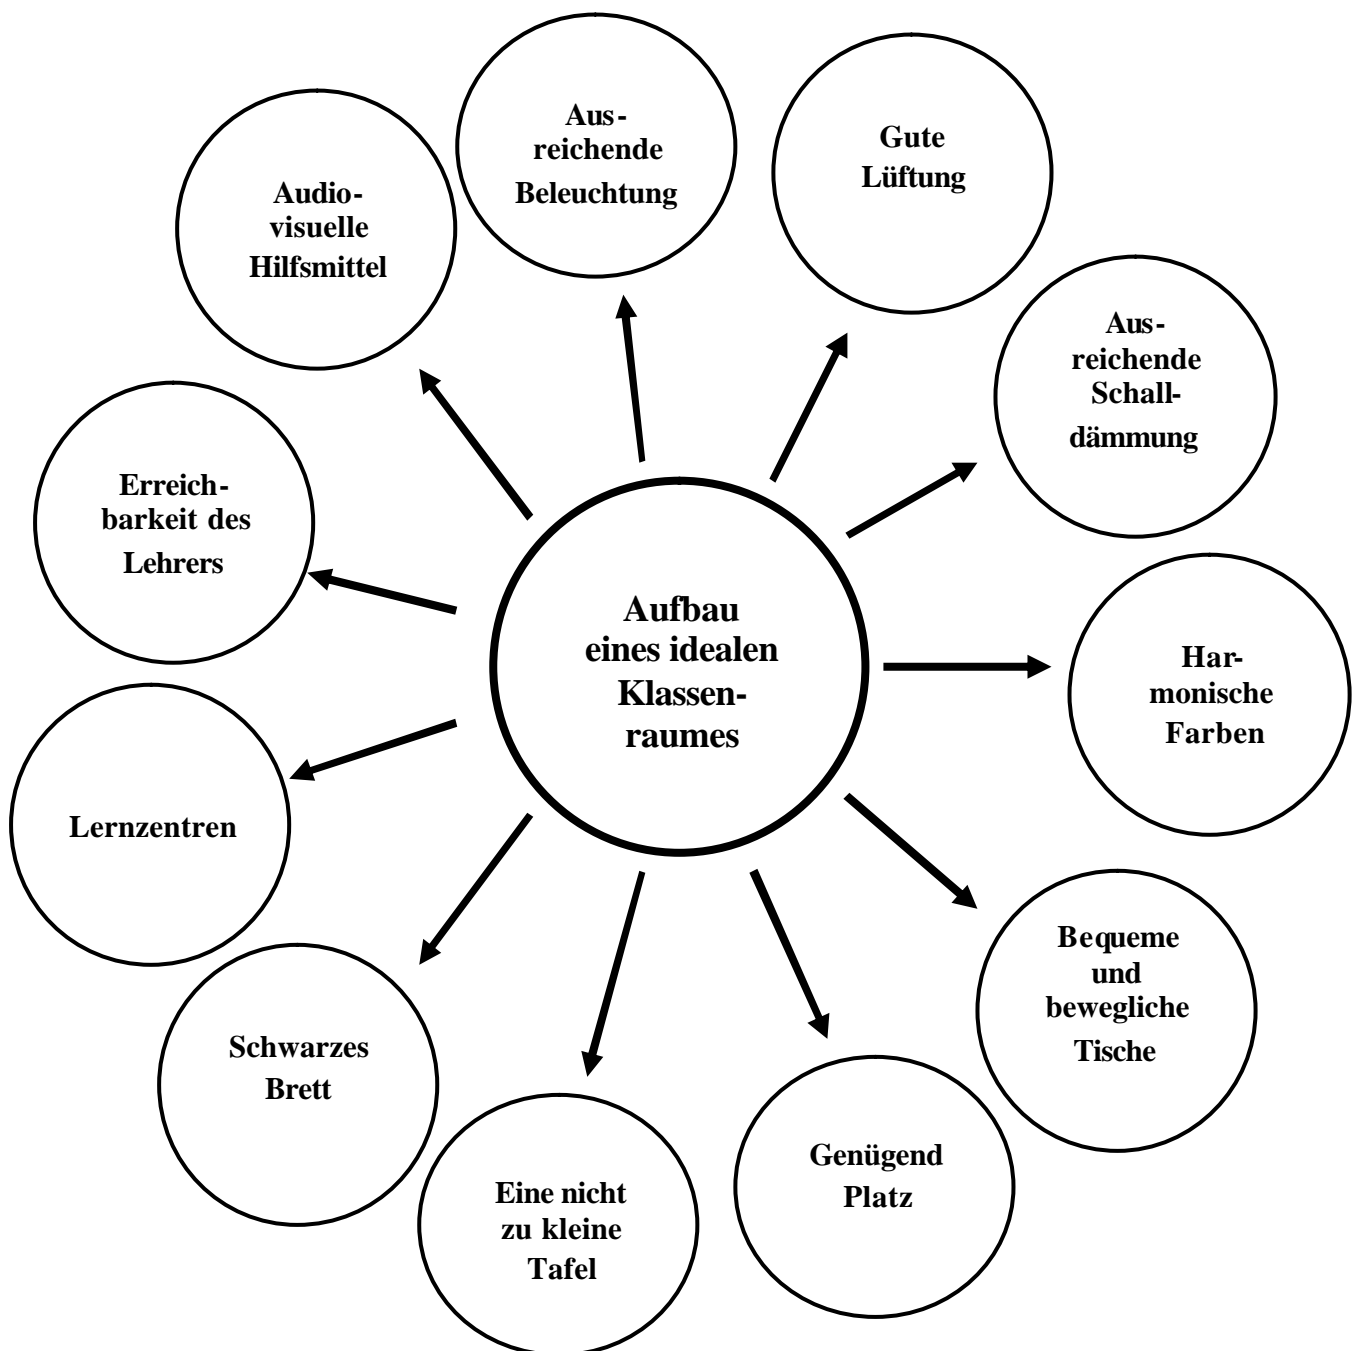 Aus-
reichende
Beleuchtung
Gute
Lüftung
Audio-
visuelle
Hilfsmittel
Aus-
reichende
Schall-
dämmung
Erreich-
barkeit des
Lehrers
Aufbau
eines idealen
Klassen-
raumes
Har-
monische
Farben
Lernzentren
Bequeme
und
bewegliche
Tische
Schwarzes
Brett
Genügend
Platz
Eine nicht
zu kleine
Tafel